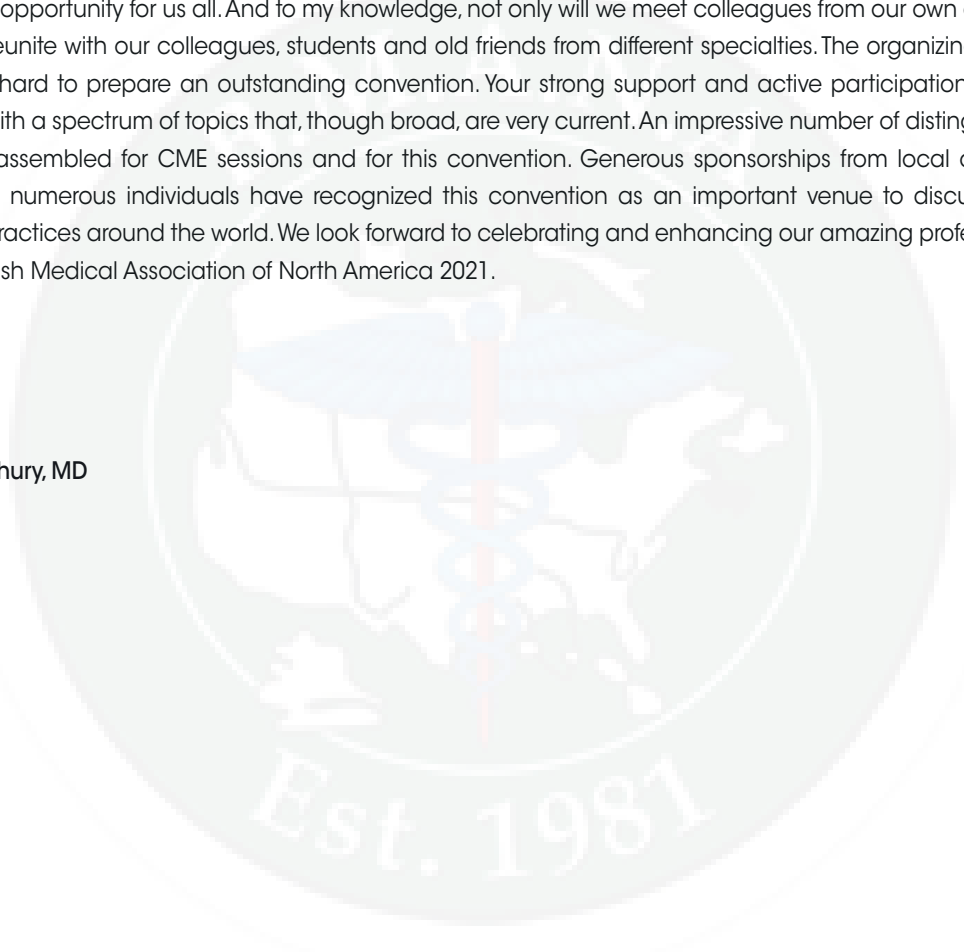 opportunity for us all. And to my knowledge, not only will we meet colleagues from our own
eunite with our colleagues, students and old friends from different specialties. The organizin
hard to prepare an outstanding convention. Your strong support and active participation
ith a spectrum of topics that, though broad, are very current. An impressive number of disting
assembled for CME sessions and for this convention. Generous sponsorships from local
numerous individuals have recognized this convention as an important venue to discu
ractices around the world. We look forward to celebrating and enhancing our amazing profe
sh Medical Association of North America 2021.
hury, MD
BMANA
Est. 1981